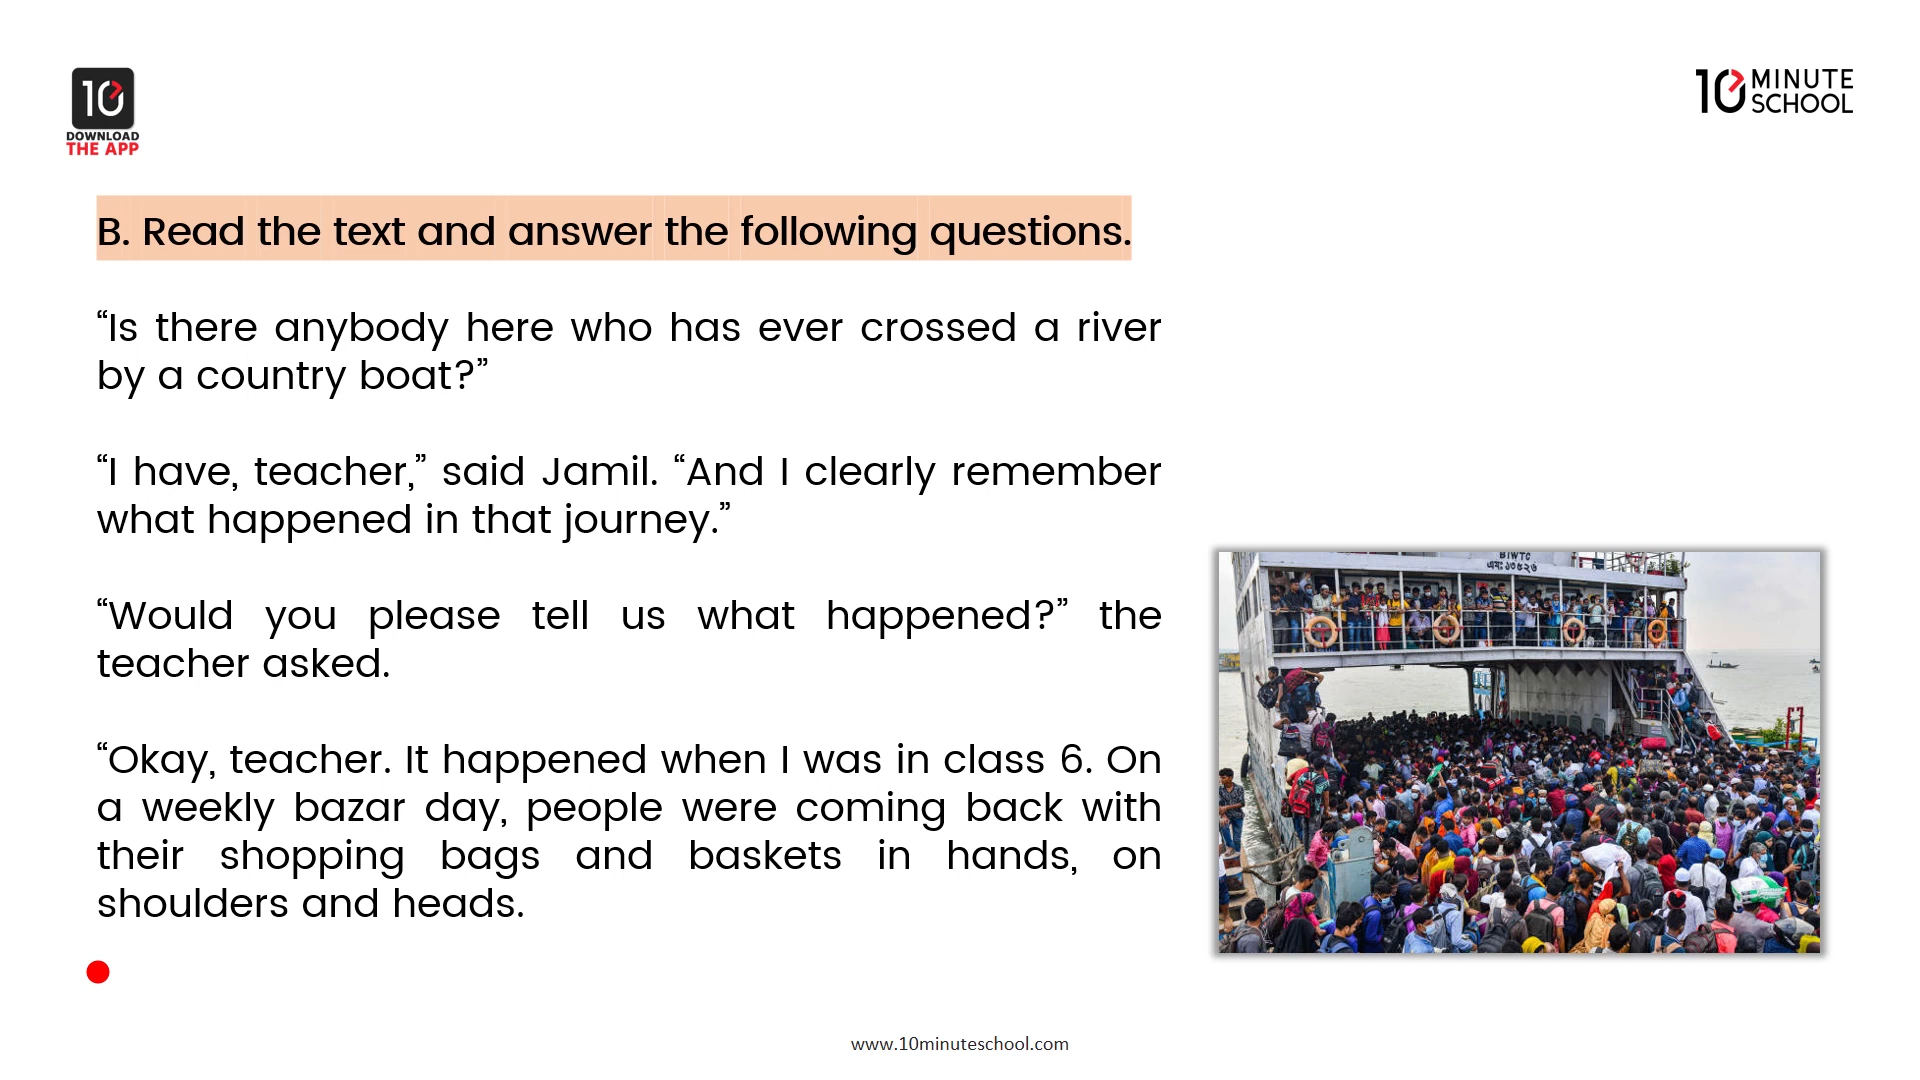 10
DOWNLOAD
THE APP
10 MINUTE
SCHOOL
B. Read the text and answer the following questions.
“Is there anybody here who has ever crossed a river
by a country boat?”
“I have, teacher,” said Jamil. “And I clearly remember
what happened in that journey.”
“Would you please tell us what happened?” the
teacher asked.
“Okay, teacher. It happened when I was in class 6. On
a weekly bazar day, people were coming back with
their shopping bags and baskets in hands, on
shoulders and heads.
BIWTC
এমঃ ১৩৫২৬
www.10minuteschool.com